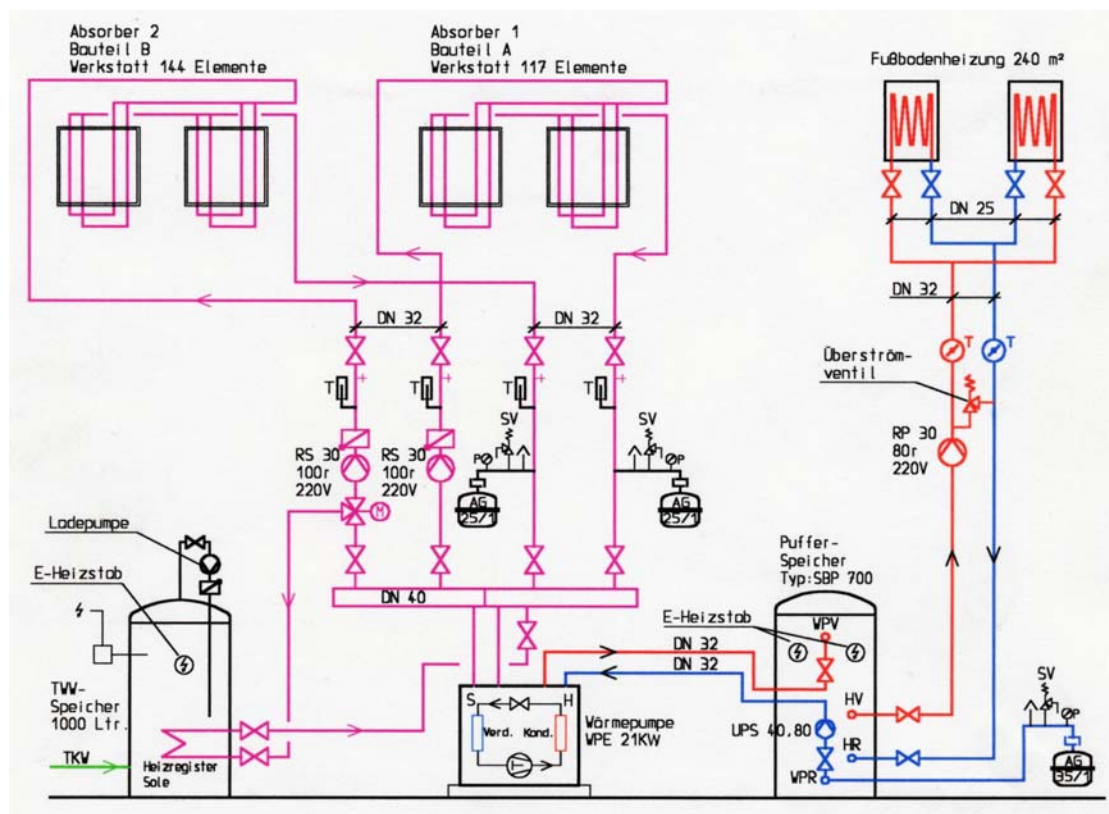 Absorber 2
Bauteil B
Werkstatt 144 Elemente
Absorber 1
Bauteil A
Werkstatt 117 Elemente
Fußbodenheizung 240 m²
DN 25
DN 32
DN 32
DN 32
T
T
T
T
T
T
Überström-
ventil
SV
SV
RS 30
100r
220V
RS 30
100r
220V
P
P
RP 30
80r
220V
AG
25/1
AG
25/1
M
Ladepumpe
E-Heizstab
Puffer-
Speicher
Typ:SBP 700
DN 40
E-Heizstab
WPV
DN 32
DN 32
SV
TWW-
Speicher
1000 Ltr.
S
H
HV
P
Verd.
Kond.
Wärmepumpe
WPE 21KW
UPS 40,80
HR
TKW
Heizregister
Sole
WPR
AG
35/1